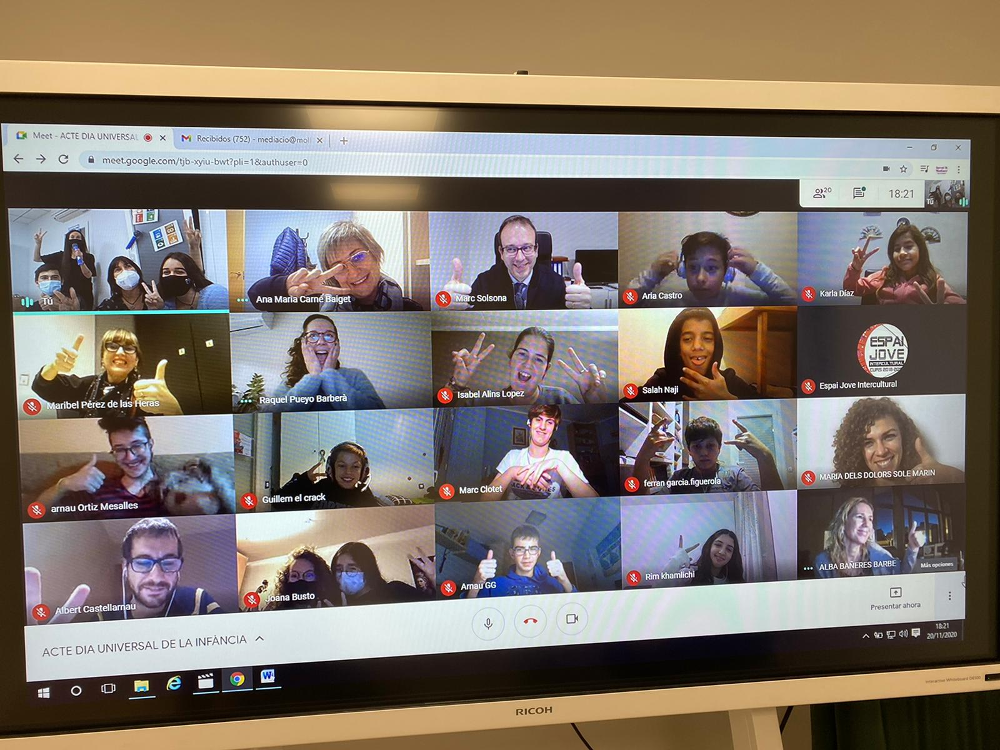 Meet - ACTE DIA UNIVERSAL
Recibidos (752) - mediacio@mol
meet.google.com/tjb-xyiu-bwt?pli=1&authuser=0
20
18:21
Tú
Tú
Ana Maria Carné Baiget
Marc Solsona
Aria Castro
Karla Díaz
Maribel Pérez de las Heras
Raquel Pueyo Barberà
Isabel Alins Lopez
Salah Naji
ESPAI
JOVE
INTERCULTURAL
Espai Jove Intercultural
arnau Ortiz Mesalles
Guillem el crack
Marc Clotet
ferran garcia.figuerola
MARIA DELS DOLORS SOLE MARIN
Albert Castellarnau
Joana Busto
Arnau GG
Rim khamlichi
ALBA BAÑERES BARBE
Más opciones
Presentar ahora
ACTE DIA UNIVERSAL DE LA INFÀNCIA
18:21
20/11/2020
Interactive Whiteboard D6500
RICOH